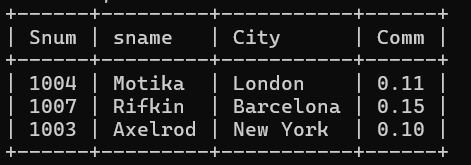 | Snum | sname   | City      | Comm |
| 1004 | Motika  | London    | 0.11 |
| 1007 | Rifkin  | Barcelona | 0.15 |
| 1003 | Axelrod | New York  | 0.10 |